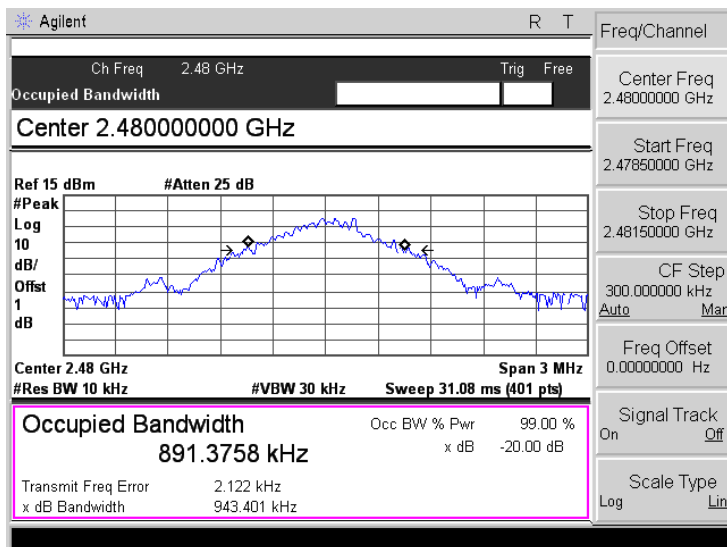 Agilent R T
Ch Freq 2.48 GHz Trig Free
Occupied Bandwidth
Center 2.480000000 GHz
Ref 15 dBm #Atten 25 dB
#Peak
Log
10
dB/
Offst
1
dB
Center 2.48 GHz Span 3 MHz
#Res BW 10 kHz #VBW 30 kHz Sweep 31.08 ms (401 pts)
Occupied Bandwidth
891.3758 kHz
Occ BW % Pwr 99.00 %
x dB -20.00 dB
Transmit Freq Error 2.122 kHz
x dB Bandwidth 943.401 kHz
Freq/Channel
Center Freq
2.48000000 GHz
Start Freq
2.47850000 GHz
Stop Freq
2.48150000 GHz
CF Step
300.000000 kHz
Auto Man
Freq Offset
0.00000000 Hz
Signal Track
On Off
Scale Type
Log Lin